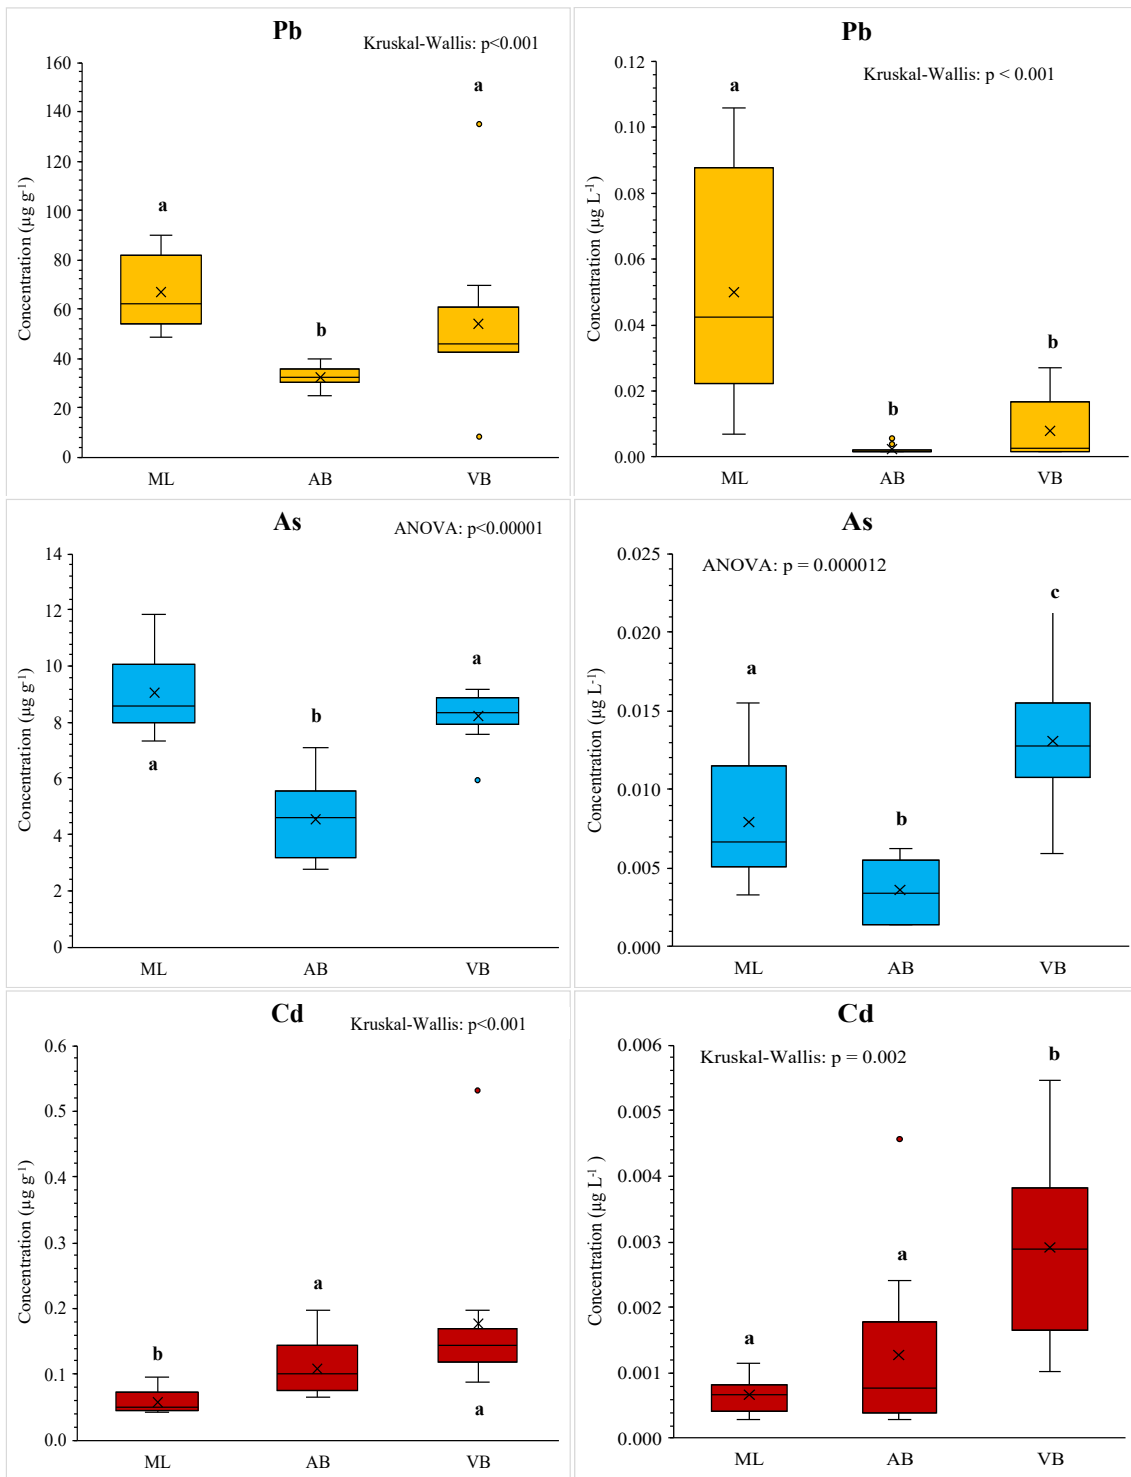 Pb
Kruskal-Wallis: p<0.001
Concentration (µg g⁻¹)
160
140
120
100
80
60
40
20
0
a
b
a
ML AB VB
Pb
Kruskal-Wallis: p < 0.001
Concentration (µg L⁻¹)
0.12
0.10
0.08
0.06
0.04
0.02
0.00
a
b
b
ML AB VB
As
ANOVA: p<0.00001
Concentration (µg g⁻¹)
14
12
10
8
6
4
2
0
a
b
a
ML AB VB
As
ANOVA: p = 0.000012
Concentration (µg L⁻¹)
0.025
0.020
0.015
0.010
0.005
0.000
a
b
c
ML AB VB
Cd
Kruskal-Wallis: p<0.001
Concentration (µg g⁻¹)
0.6
0.5
0.4
0.3
0.2
0.1
0.0
b
a
a
ML AB VB
Cd
Kruskal-Wallis: p = 0.002
Concentration (µg L⁻¹ )
0.006
0.005
0.004
0.003
0.002
0.001
0.000
a
a
b
ML AB VB